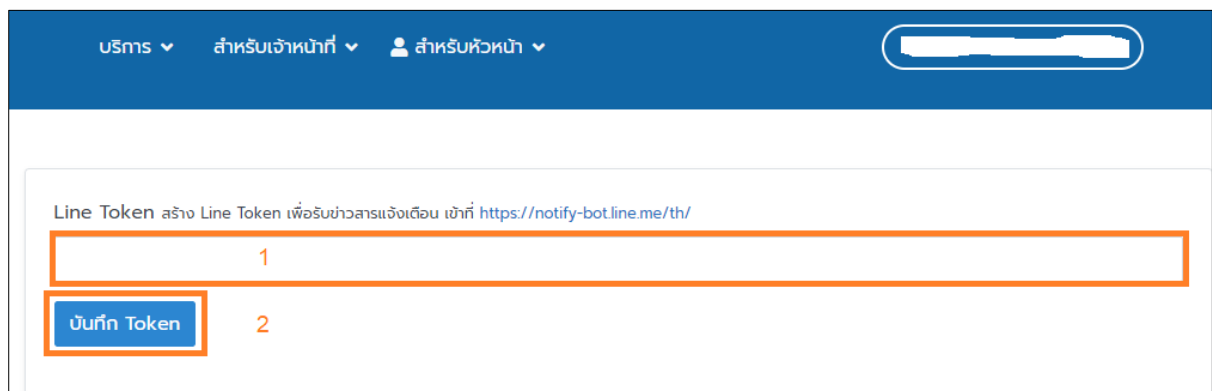 บริการ สำหรับเจ้าหน้าที่ สำหรับหัวหน้า
Line Token สร้าง Line Token เพื่อรับข่าวสารแจ้งเตือน เข้าที่ https://notify-bot.line.me/th/
1
บันทึก Token 2